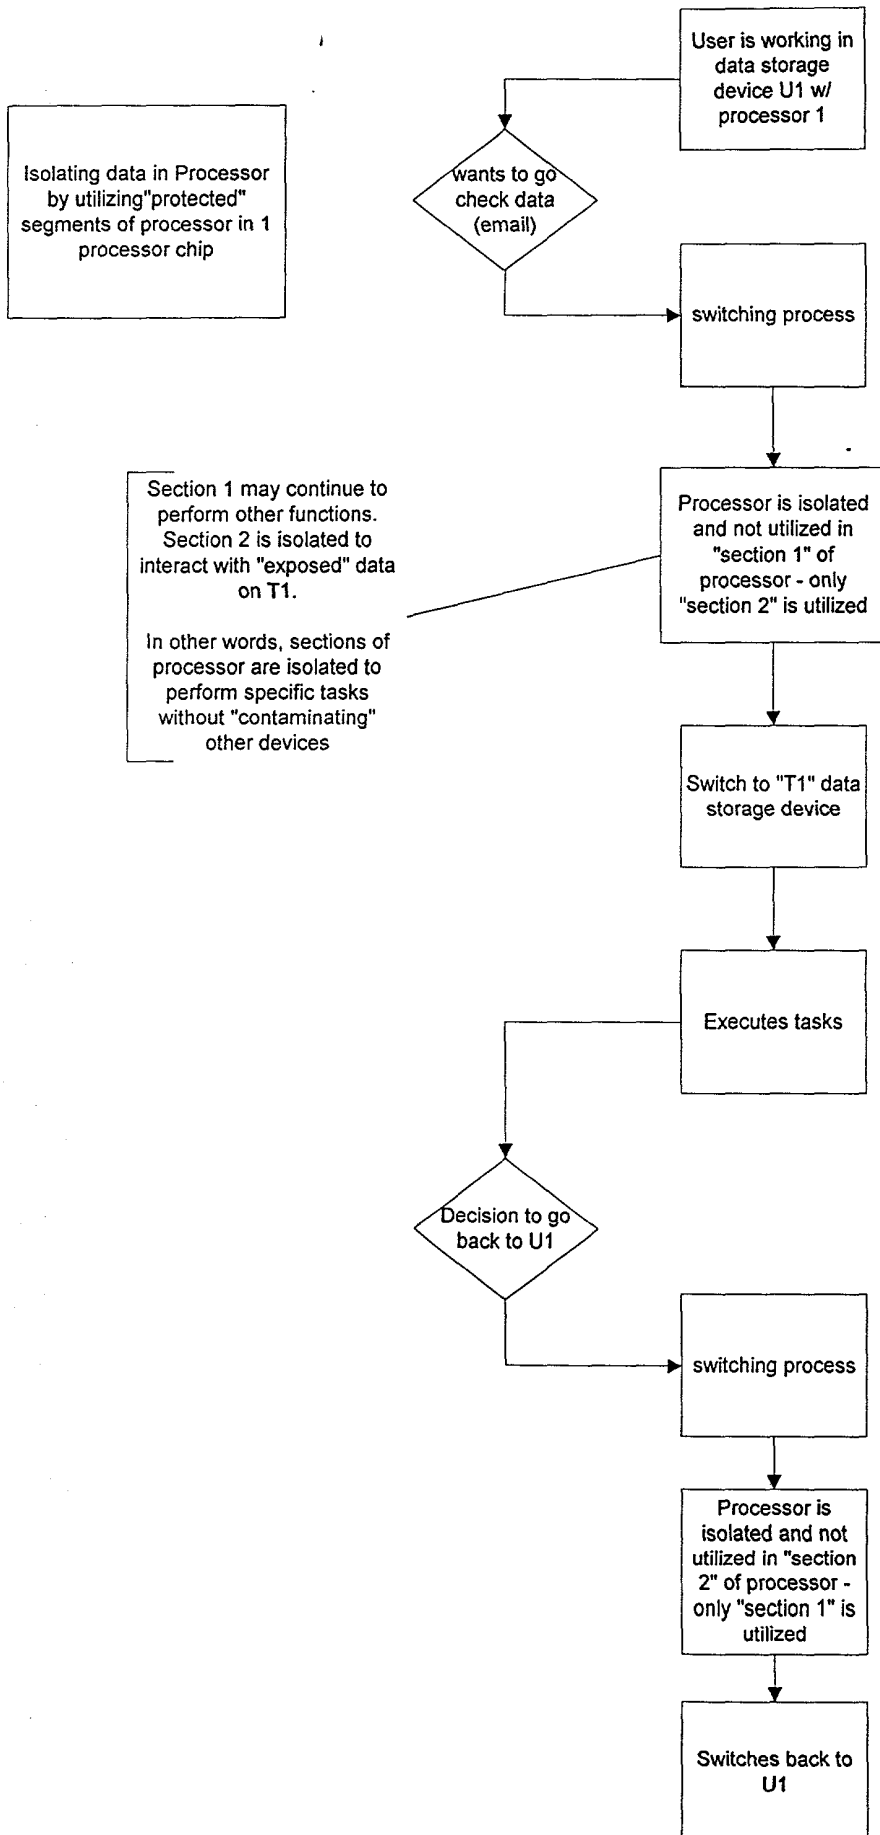 User is working in
data storage
device U1 w/
processor 1
Isolating data in Processor
by utilizing"protected"
segments of processor in 1
processor chip
wants to go
check data
(email)
switching process
Section 1 may continue to
perform other functions.
Section 2 is isolated to
interact with "exposed" data
on T1.
In other words, sections of
processor are isolated to
perform specific tasks
without "contaminating"
other devices
Processor is isolated
and not utilized in
"section 1" of
processor - only
"section 2" is utilized
Switch to "T1" data
storage device
Executes tasks
Decision to go
back to U1
switching process
Processor is
isolated and not
utilized in "section
2" of processor -
only "section 1" is
utilized
Switches back to
U1